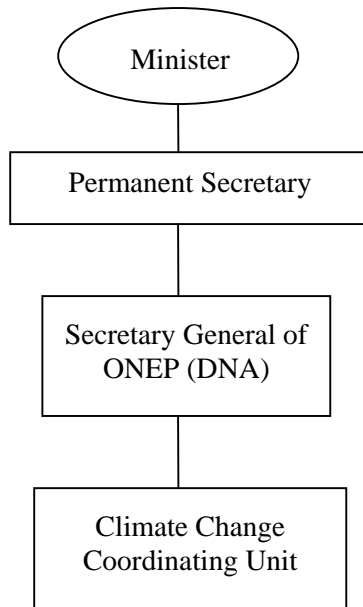 Minister
Permanent Secretary
Secretary General of
ONEP (DNA)
Climate Change
Coordinating Unit